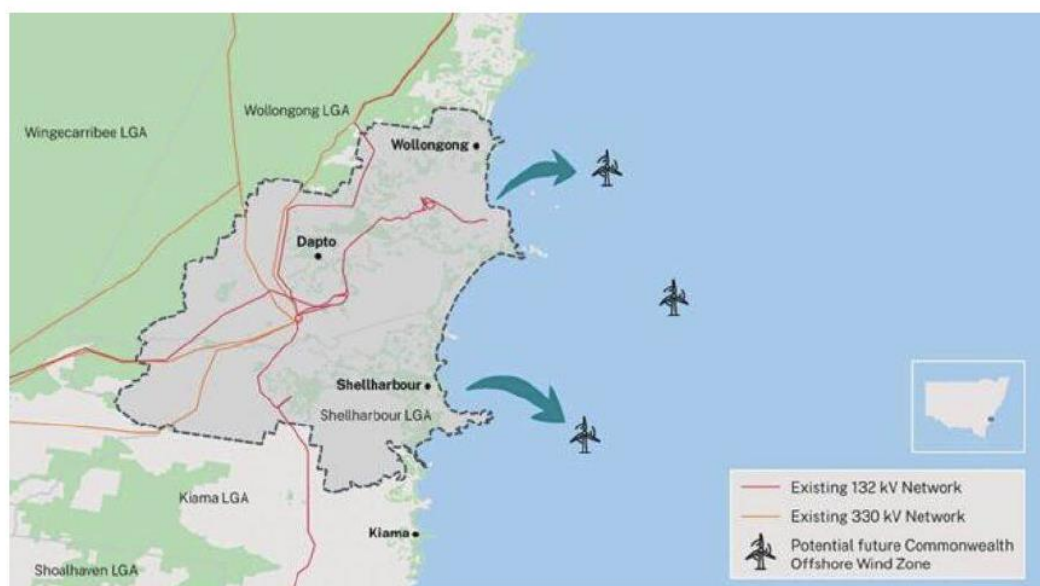 Wollongong LGA
Wingecarribee LGA
Wollongong
Dapto
Shellharbour
Shellharbour LGA
Kiama LGA
Kiama
Shoalhaven LGA
Existing 132 kV Network
Existing 330 kV Network
Potential future Commonwealth
Offshore Wind Zone